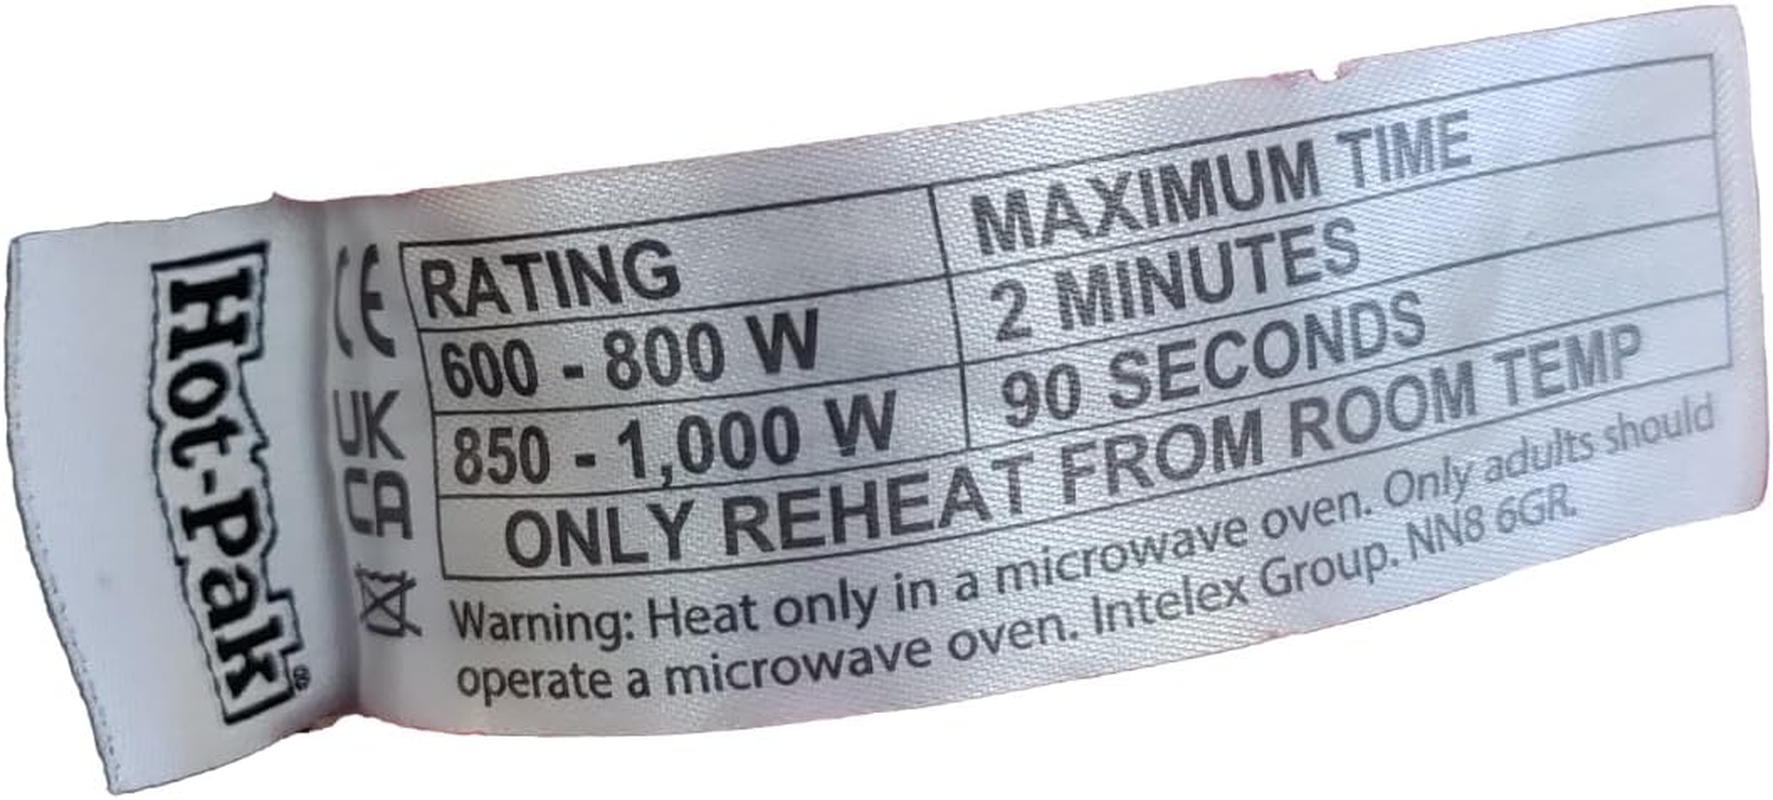 Hot-Pak®
CE
UK
CA
RATING MAXIMUM TIME
600 - 800 W 2 MINUTES
850 - 1,000 W 90 SECONDS
ONLY REHEAT FROM ROOM TEMP
Warning: Heat only in a microwave oven. Only adults should
operate a microwave oven. Intelex Group. NN8 6GR.